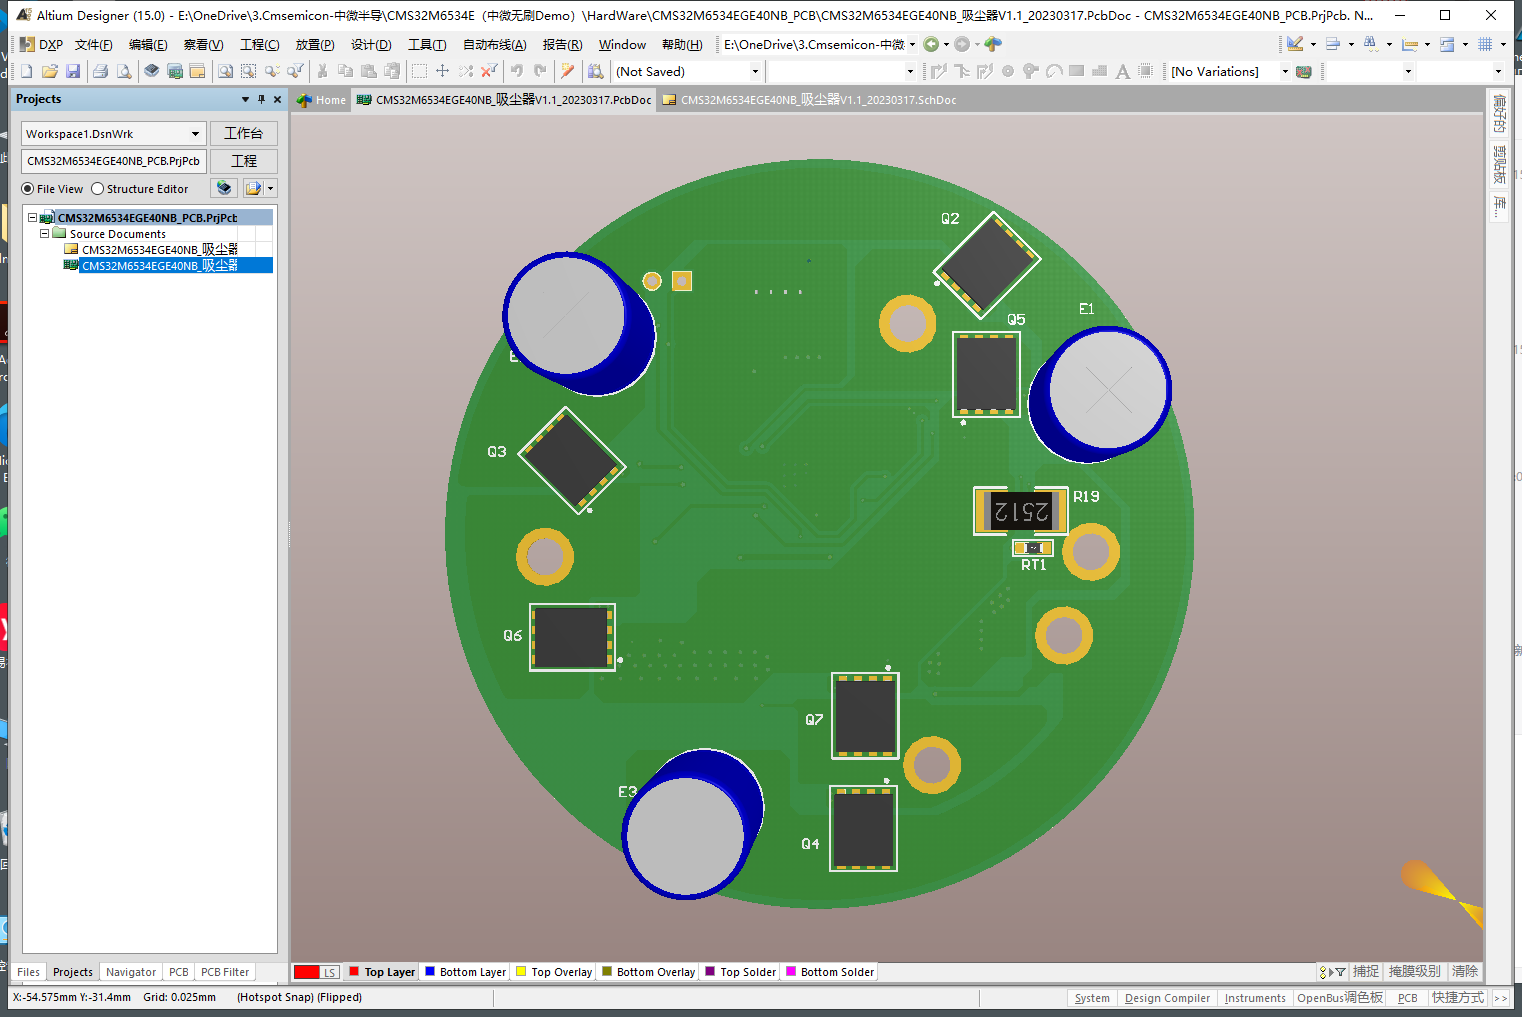 Altium Designer (15.0) - E:\OneDrive\3.Cmsemicon-中微半导\CMS32M6534E（中微无刷Demo）\HardWare\CMS32M6534EGE40NB_PCB\CMS32M6534EGE40NB_吸尘器V1.1_20230317.PcbDoc - CMS32M6534EGE40NB_PCB.PrjPcb. N...
DXP 文件(F) 编辑(E) 察看(V) 工程(C) 放置(P) 设计(D) 工具(T) 自动布线(A) 报告(R) Window 帮助(H) E:\OneDrive\3.Cmsemicon-中微
(Not Saved) [No Variations]
Projects
Home CMS32M6534EGE40NB_吸尘器V1.1_20230317.PcbDoc CMS32M6534EGE40NB_吸尘器V1.1_20230317.SchDoc
Workspace1.DsnWrk 工作台
CMS32M6534EGE40NB_PCB.PrjPcb 工程
File View Structure Editor
CMS32M6534EGE40NB_PCB.PrjPcb
Source Documents
CMS32M6534EGE40NB_吸尘器
CMS32M6534EGE40NB_吸尘器
偏好的
剪贴板
库...
Q2
E1
Q5
Q3
R19
2512
RT1
Q6
Q7
E3
Q4
Files Projects Navigator PCB PCB Filter
LS Top Layer Bottom Layer Top Overlay Bottom Overlay Top Solder Bottom Solder
捕捉 掩膜级别 清除
X:-54.575mm Y:-31.4mm Grid: 0.025mm (Hotspot Snap) (Flipped)
System Design Compiler Instruments OpenBus调色板 PCB 快捷方式 >>